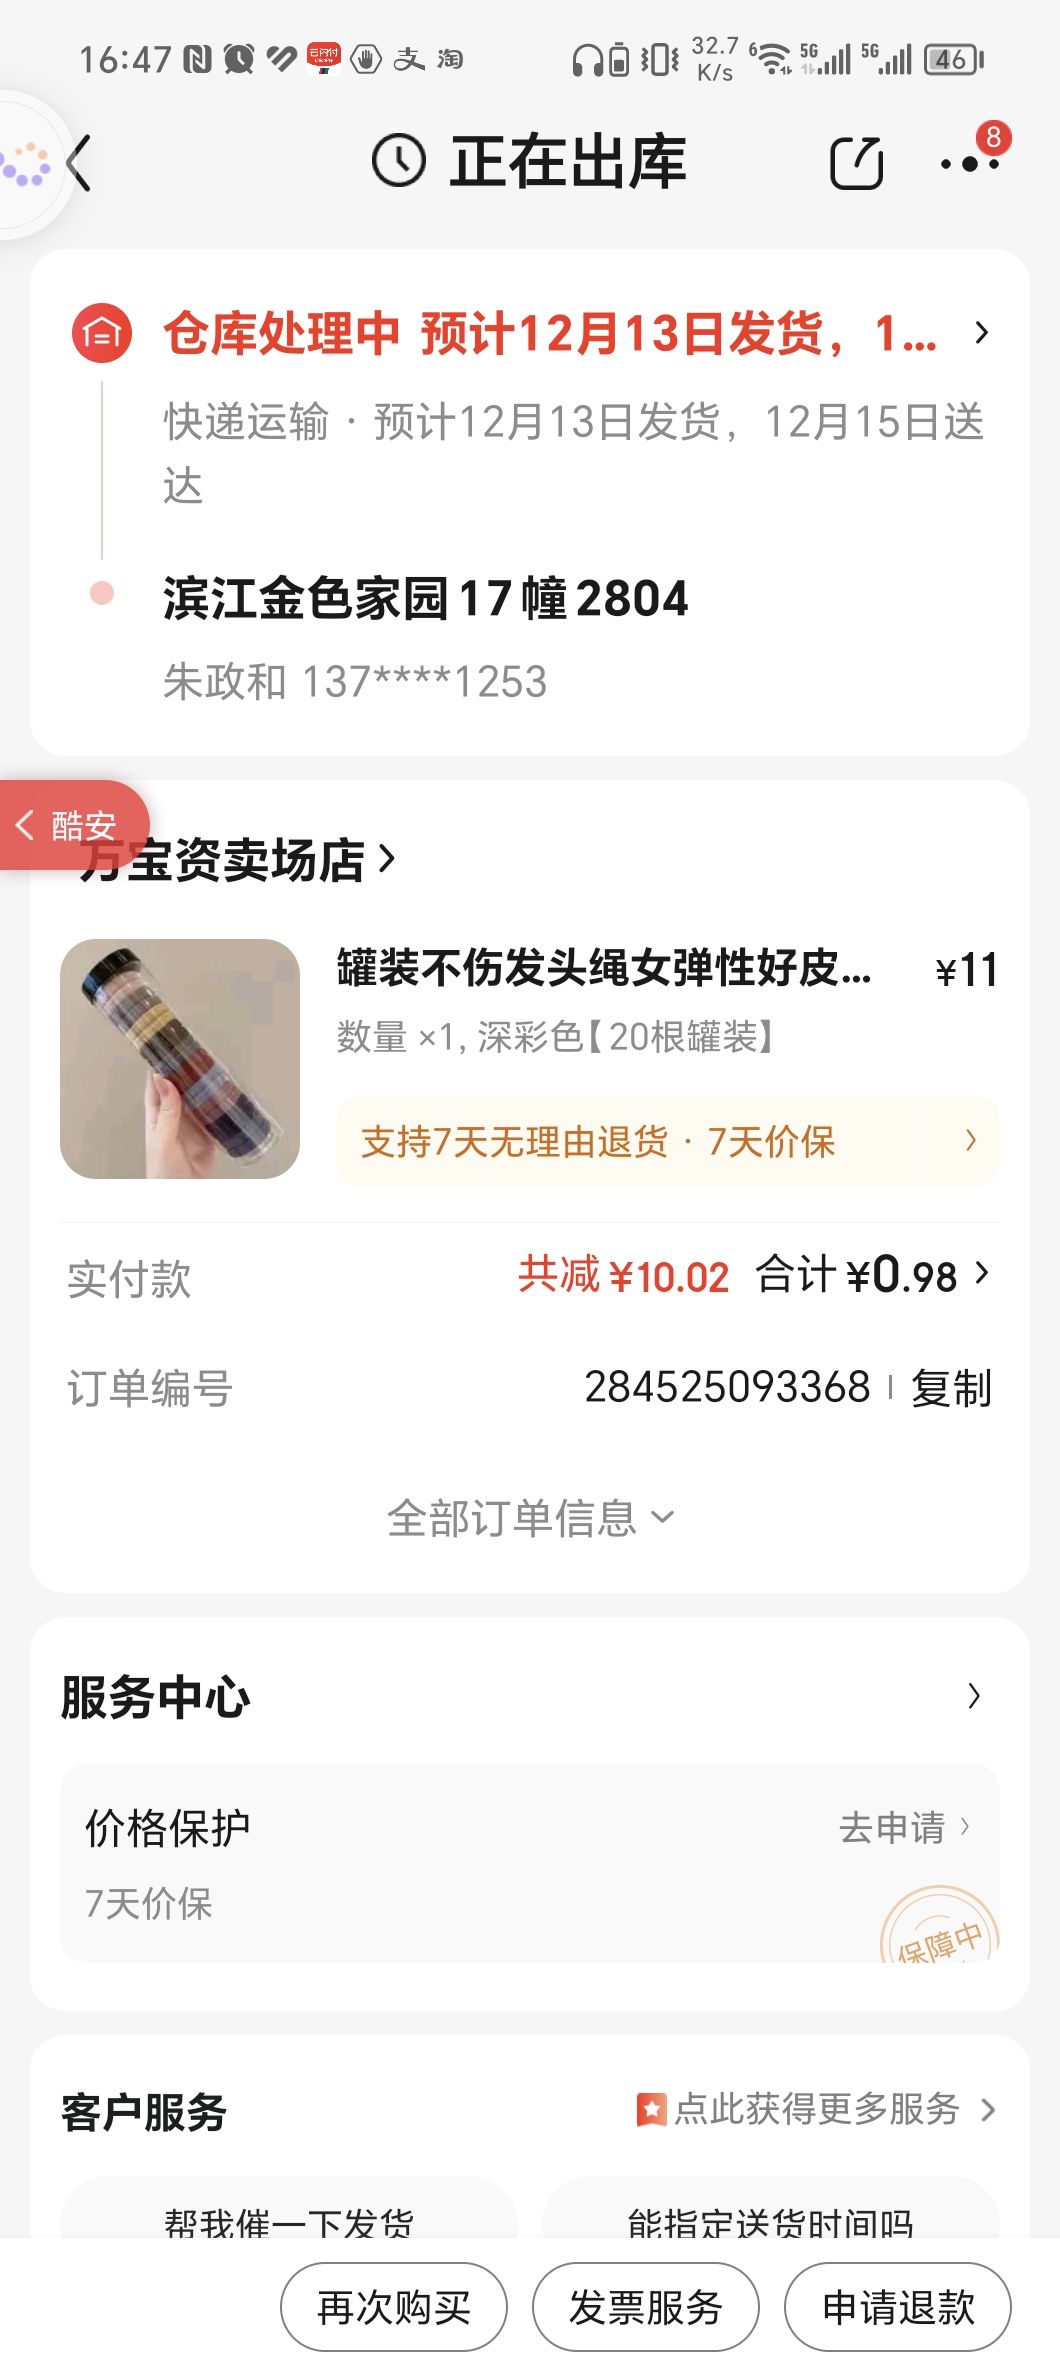 16:47 云闪付 支 淘 32.7 K/s 6 5G 5G 46
正在出库
8
仓库处理中 预计12月13日发货，1...
快递运输 · 预计12月13日发货，12月15日送
达
滨江金色家园17幢2804
朱政和 137****1253
酷安
万宝资卖场店
罐装不伤发头绳女弹性好皮... ¥11
数量 ×1, 深彩色【20根罐装】
支持7天无理由退货 · 7天价保
实付款 共减 ¥10.02 合计 ¥0.98
订单编号 284525093368 | 复制
全部订单信息
服务中心
价格保护 去申请
7天价保
保障中
客户服务 点此获得更多服务
帮我催一下发货 能指定送货时间吗
再次购买 发票服务 申请退款